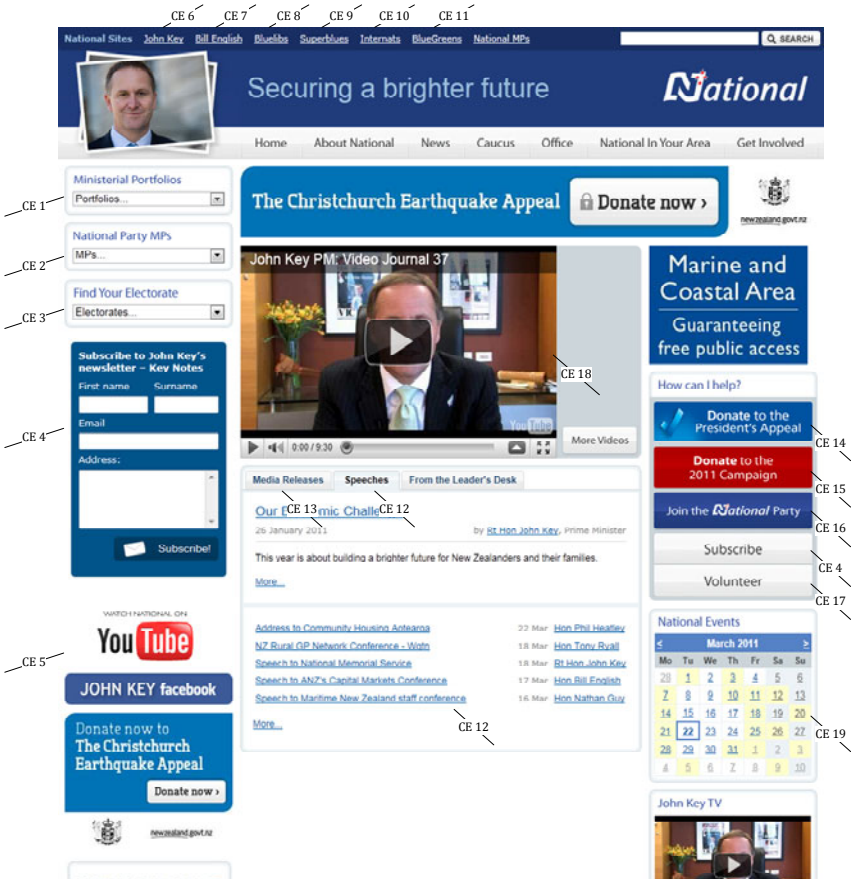 CE 6 CE 7 CE 8 CE 9 CE 10 CE 11
National Sites John Key Bill English Bluelibs Superblues Internats BlueGreens National MPs SEARCH
Securing a brighter future National
Home About National News Caucus Office National In Your Area Get Involved
Ministerial Portfolios
Portfolios...
CE 1
National Party MPs
MPs...
CE 2
Find Your Electorate
Electorates...
CE 3
Subscribe to John Key's
newsletter – Key Notes
First name Surname
Email
CE 4
Address:
Subscribe!
WATCH NATIONAL ON
YouTube
CE 5
JOHN KEY facebook
Donate now to
The Christchurch
Earthquake Appeal
Donate now ›
newzealand.govt.nz
The Christchurch Earthquake Appeal Donate now ›
newzealand.govt.nz
John Key PM: Video Journal 37
CE 18
YouTube
0:00 / 9:30
More Videos
Media Releases Speeches From the Leader's Desk
CE 13 CE 12
Our
26 January 2011 by Rt Hon John Key, Prime Minister
This year is about building a brighter future for New Zealanders and their families.
More...
Address to Community Housing Aotearoa 22 Mar Hon Phil Heatley
NZ Rural GP Network Conference - Wgtn 18 Mar Hon Tony Ryall
Speech to National Memorial Service 18 Mar Rt Hon John Key
Speech to ANZ's Capital Markets Conference 17 Mar Hon Bill English
Speech to Maritime New Zealand staff conference 16 Mar Hon Nathan Guy
More...
CE 12
Marine and
Coastal Area
Guaranteeing
free public access
How can I help?
Donate to the
President's Appeal
CE 14
Donate to the
2011 Campaign
CE 15
Join the National Party
CE 16
Subscribe
CE 4
Volunteer
CE 17
National Events
< March 2011 >
Mo Tu We Th Fr Sa Su
28 1 2 3 4 5 6
7 8 9 10 11 12 13
14 15 16 17 18 19 20
21 22 23 24 25 26 27
CE 19
28 29 30 31 1 2 3
4 5 6 7 8 9 10
John Key TV